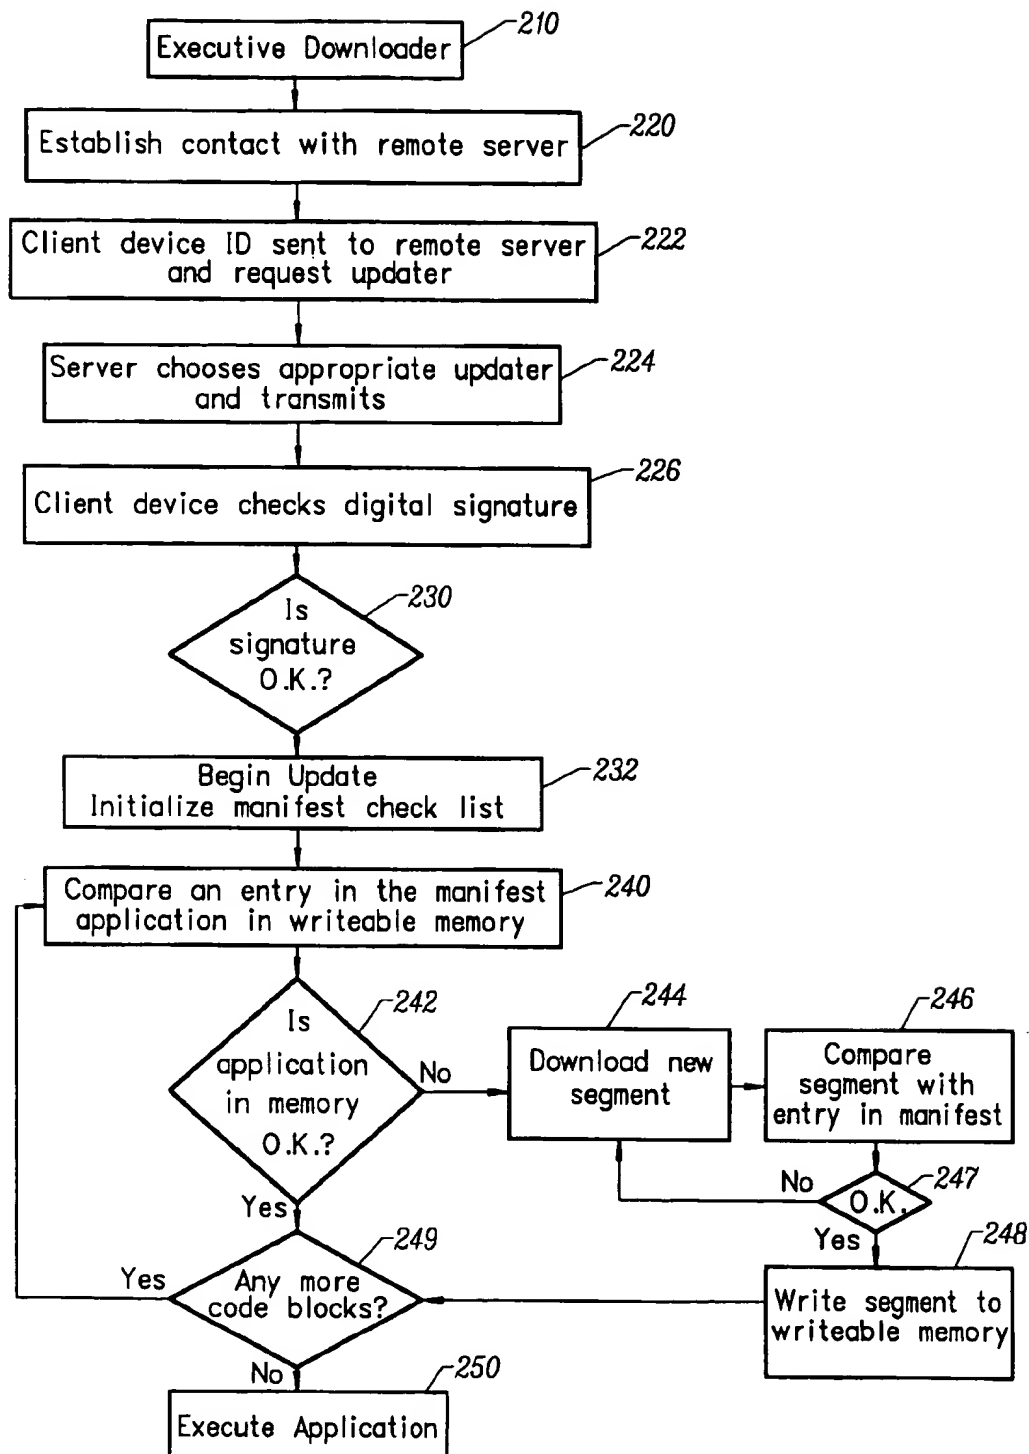 210
Executive Downloader
220
Establish contact with remote server
222
Client device ID sent to remote server
and request updater
224
Server chooses appropriate updater
and transmits
226
Client device checks digital signature
230
Is
signature
O.K.?
232
Begin Update
Initialize manifest check list
240
Compare an entry in the manifest
application in writeable memory
242
Is
application
in memory
O.K.?
No
244
Download new
segment
246
Compare
segment with
entry in manifest
247
O.K.
No
Yes
248
Write segment to
writeable memory
Yes
249
Any more
code blocks?
Yes
No
250
Execute Application